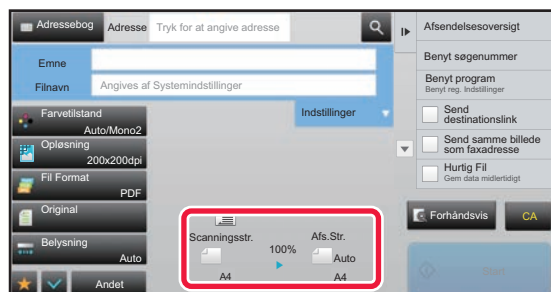 Adressebog
Adresse
Tryk for at angive adresse
Emne
Filnavn
Angives af Systemindstillinger
Indstillinger
Farvetilstand
Auto/Mono2
Opløsning
200x200dpi
Fil Format
PDF
Original
Belysning
Auto
Andet
Scanningsstr.
100%
Afs.Str.
Auto
A4
A4
Afsendelsesoversigt
Benyt søgenummer
Benyt program
Benyt reg. Indstillinger
Send
destinationslink
Send samme billede
som faxadresse
Hurtig Fil
Gem data midlertidigt
Forhåndsvis
CA
Start